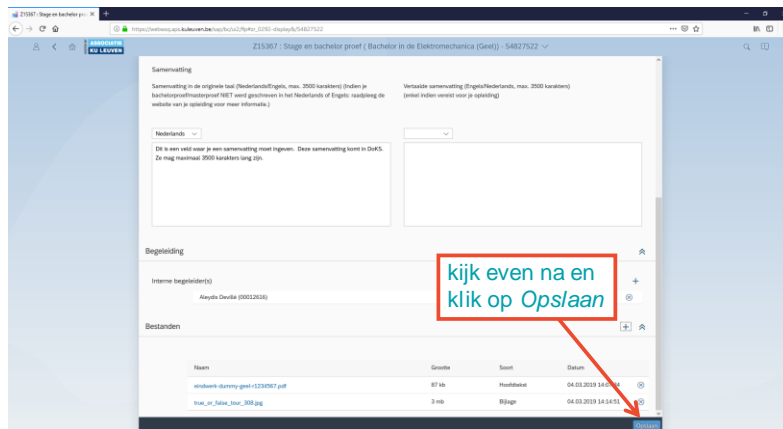 Z15367 : Stage en bachelor pr
https://webwsq.aps.kuleuven.be/sap/bc/ui2/flp#sr_0292-display&/54827522
ASSOCIATIE
KU LEUVEN
Z15367 : Stage en bachelor proef ( Bachelor in de Elektromechanica (Geel)) - 54827522
Samenvatting
Samenvatting in de originele taal (Nederlands/Engels, max. 3500 karakters) (Indien je
bachelorproef/masterproef NIET werd geschreven in het Nederlands of Engels: raadpleeg de
website van je opleiding voor meer informatie.)
Vertaalde samenvatting (Engels/Nederlands, max. 3500 karakters)
(enkel indien vereist voor je opleiding)
Nederlands
Dit is een veld waar je een samenvatting moet ingeven. Deze samenvatting komt in DoKS.
Ze mag maximaal 3500 karakters lang zijn.
Begeleiding
Interne begeleider(s)
Aleydis Devillé (00012616)
kijk even na en
klik op Opslaan
Bestanden
Naam Grootte Soort Datum
eindwerk-dummy-geel-r1234567.pdf 87 kb Hoofdtekst 04.03.2019
true_or_false_tour_308.jpg 3 mb Bijlage 04.03.2019 14:14:51
Opslaan